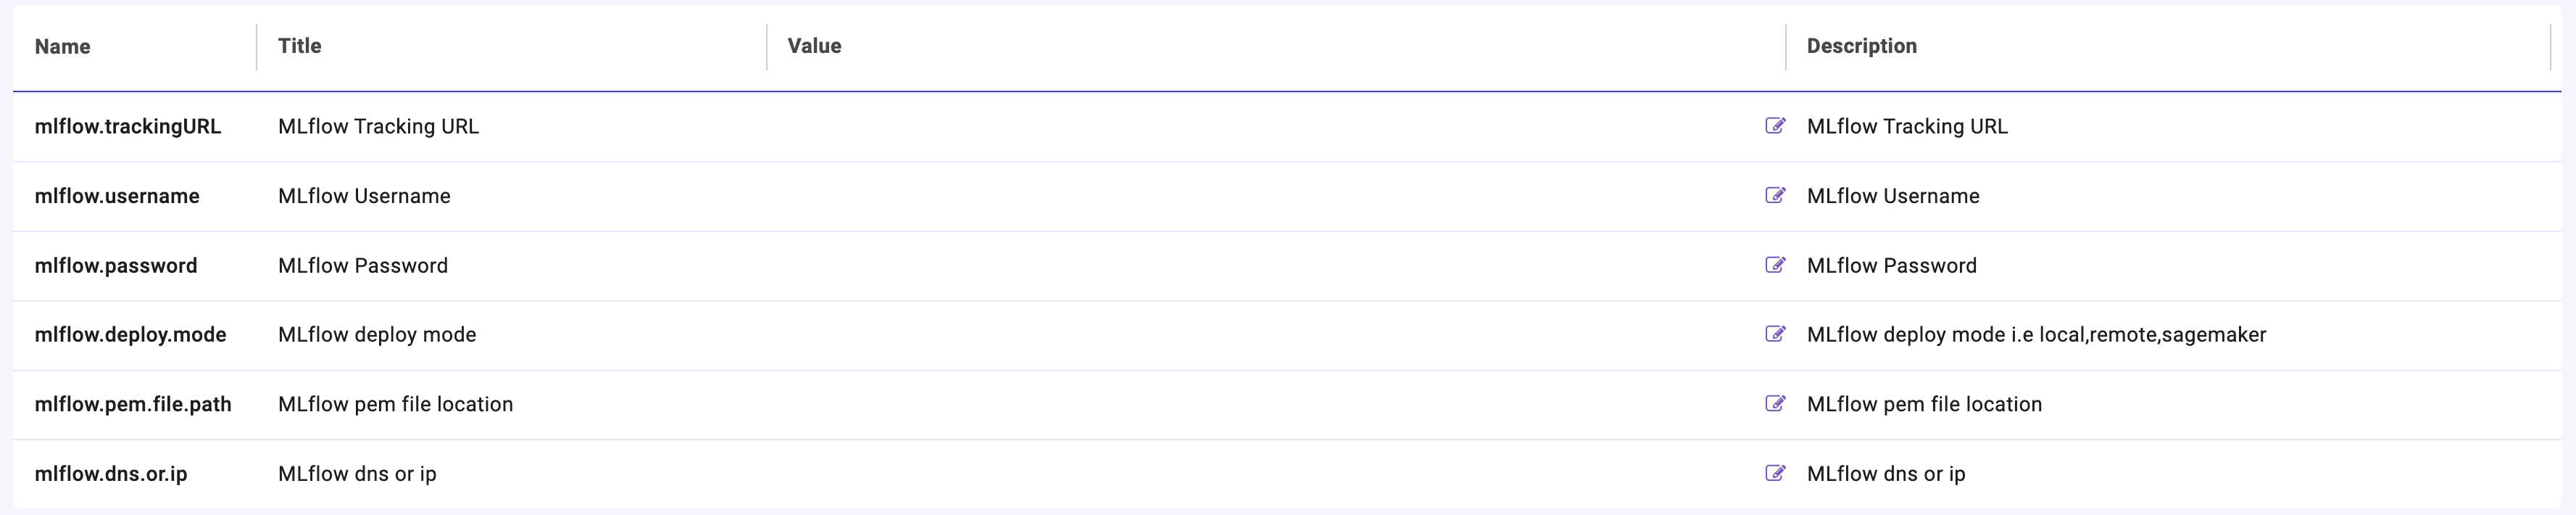 Name Title Value Description
mlflow.trackingURL MLflow Tracking URL MLflow Tracking URL
mlflow.username MLflow Username MLflow Username
mlflow.password MLflow Password MLflow Password
mlflow.deploy.mode MLflow deploy mode MLflow deploy mode i.e local,remote,sagemaker
mlflow.pem.file.path MLflow pem file location MLflow pem file location
mlflow.dns.or.ip MLflow dns or ip MLflow dns or ip